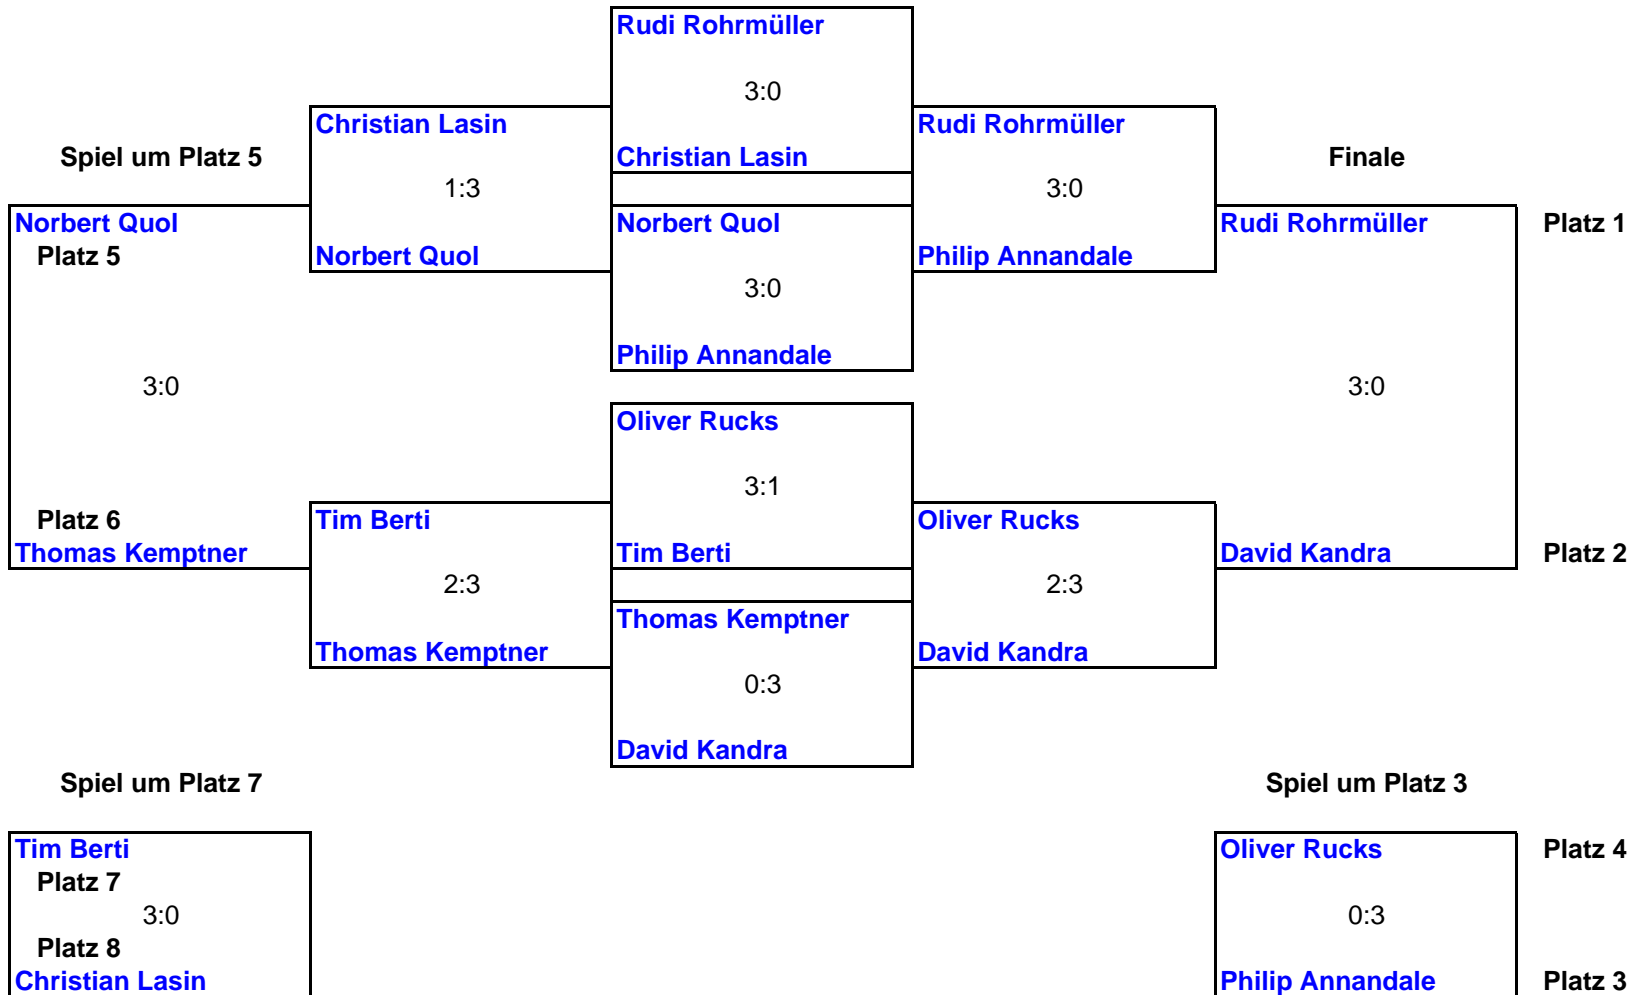 Rudi Rohrmüller
3:0
Christian Lasin
Rudi Rohrmüller
Spiel um Platz 5
Christian Lasin
Finale
1:3
3:0
Norbert Quol
Norbert Quol
Rudi Rohrmüller
Platz 1
Platz 5
Norbert Quol
Philip Annandale
3:0
Philip Annandale
3:0
3:0
Oliver Rucks
3:1
Platz 6
Tim Berti
Oliver Rucks
Thomas Kemptner
Tim Berti
David Kandra
Platz 2
2:3
2:3
Thomas Kemptner
Thomas Kemptner
David Kandra
0:3
David Kandra
Spiel um Platz 7
Spiel um Platz 3
Tim Berti
Oliver Rucks
Platz 4
Platz 7
3:0
0:3
Platz 8
Christian Lasin
Philip Annandale
Platz 3